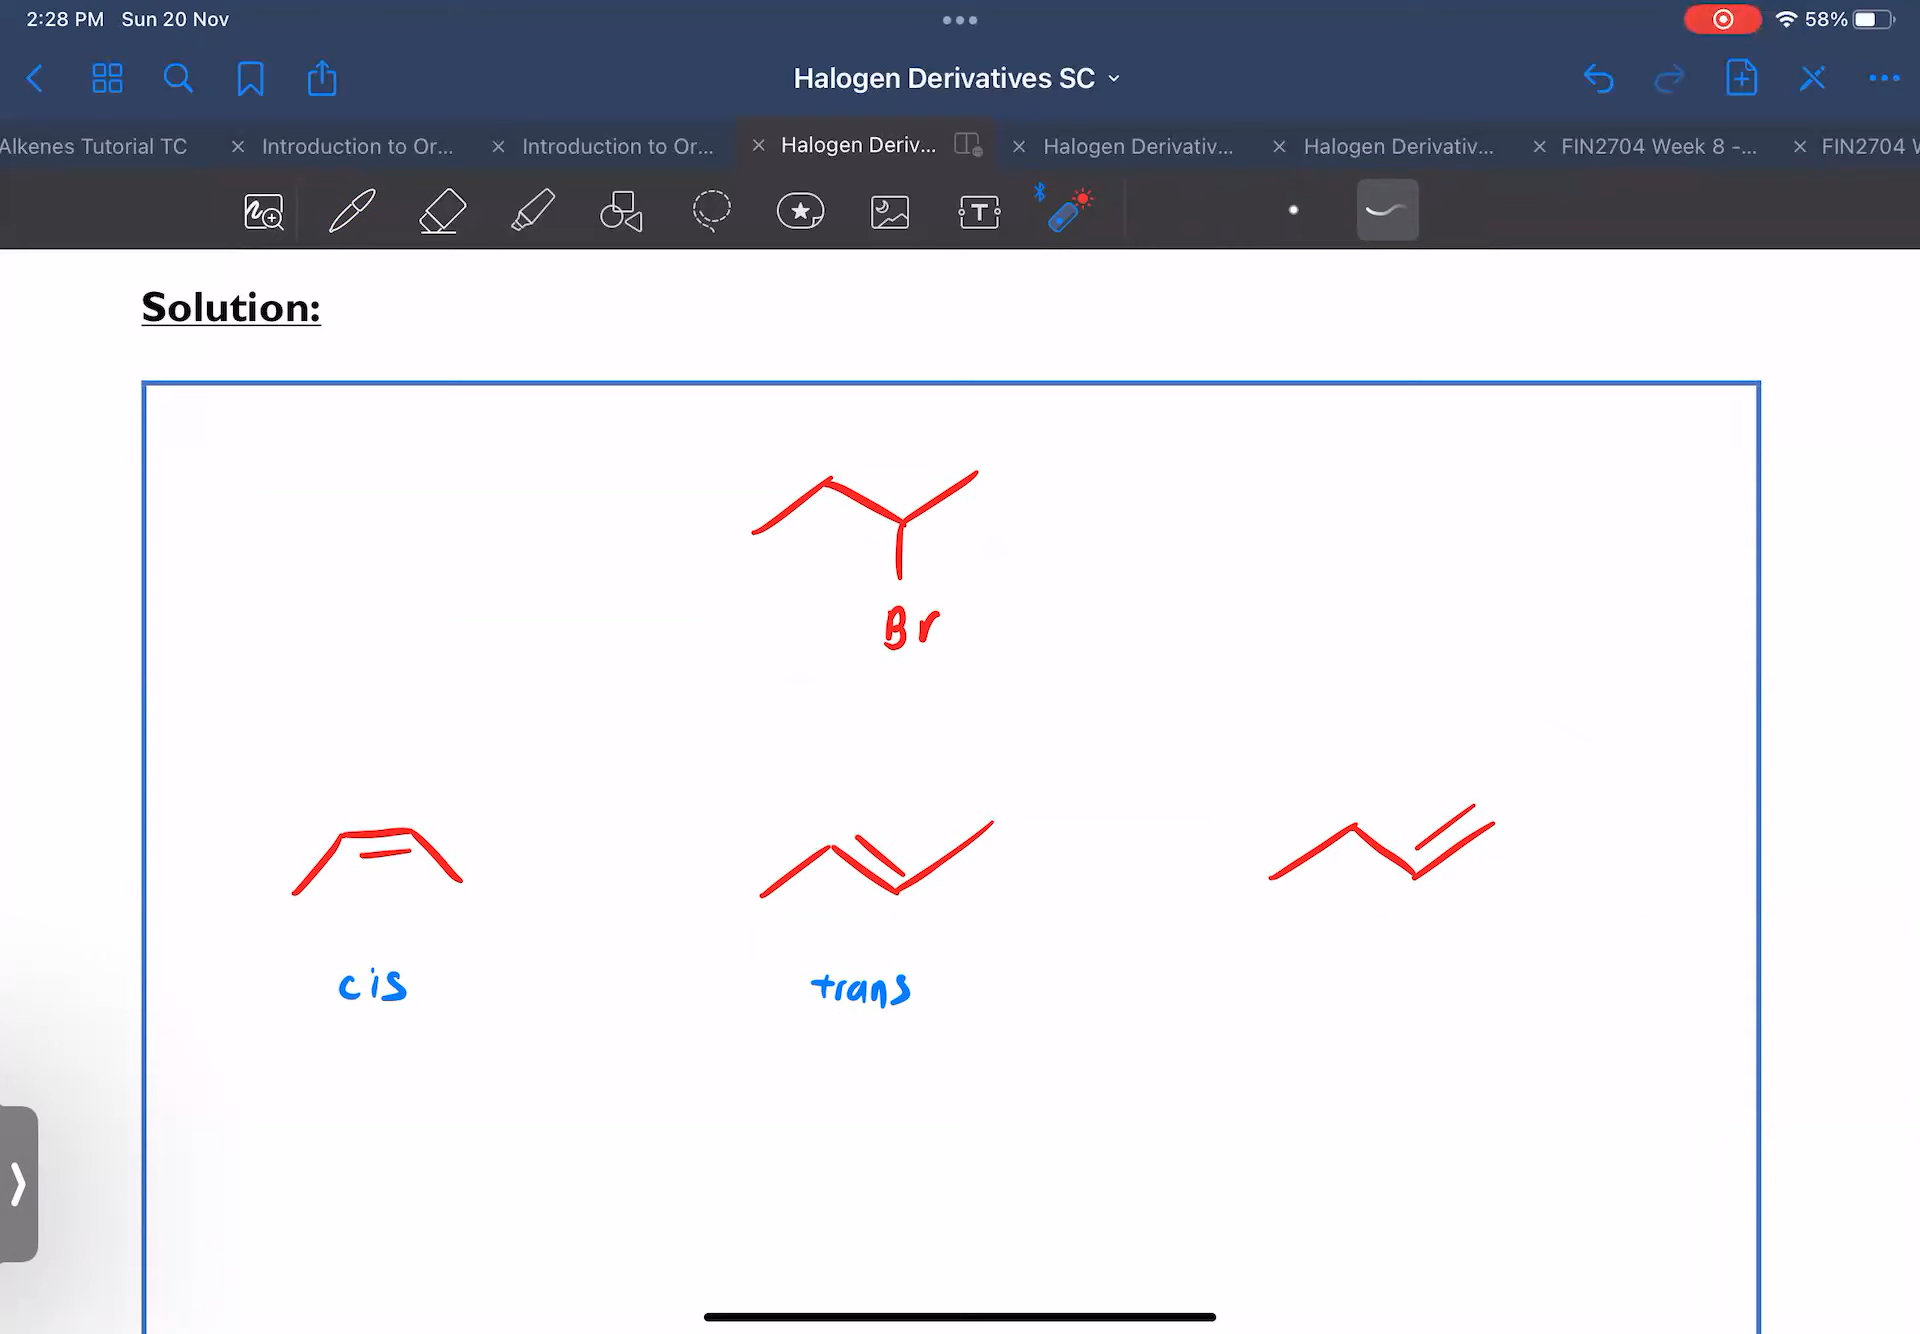 2:28 PM Sun 20 Nov
58%
Halogen Derivatives SC
Alkenes Tutorial TC
Introduction to Or...
Introduction to Or...
Halogen Deriv...
Halogen Derivativ...
Halogen Derivativ...
FIN2704 Week 8 -...
FIN2704 W
T
Solution:
Br
cis
trans